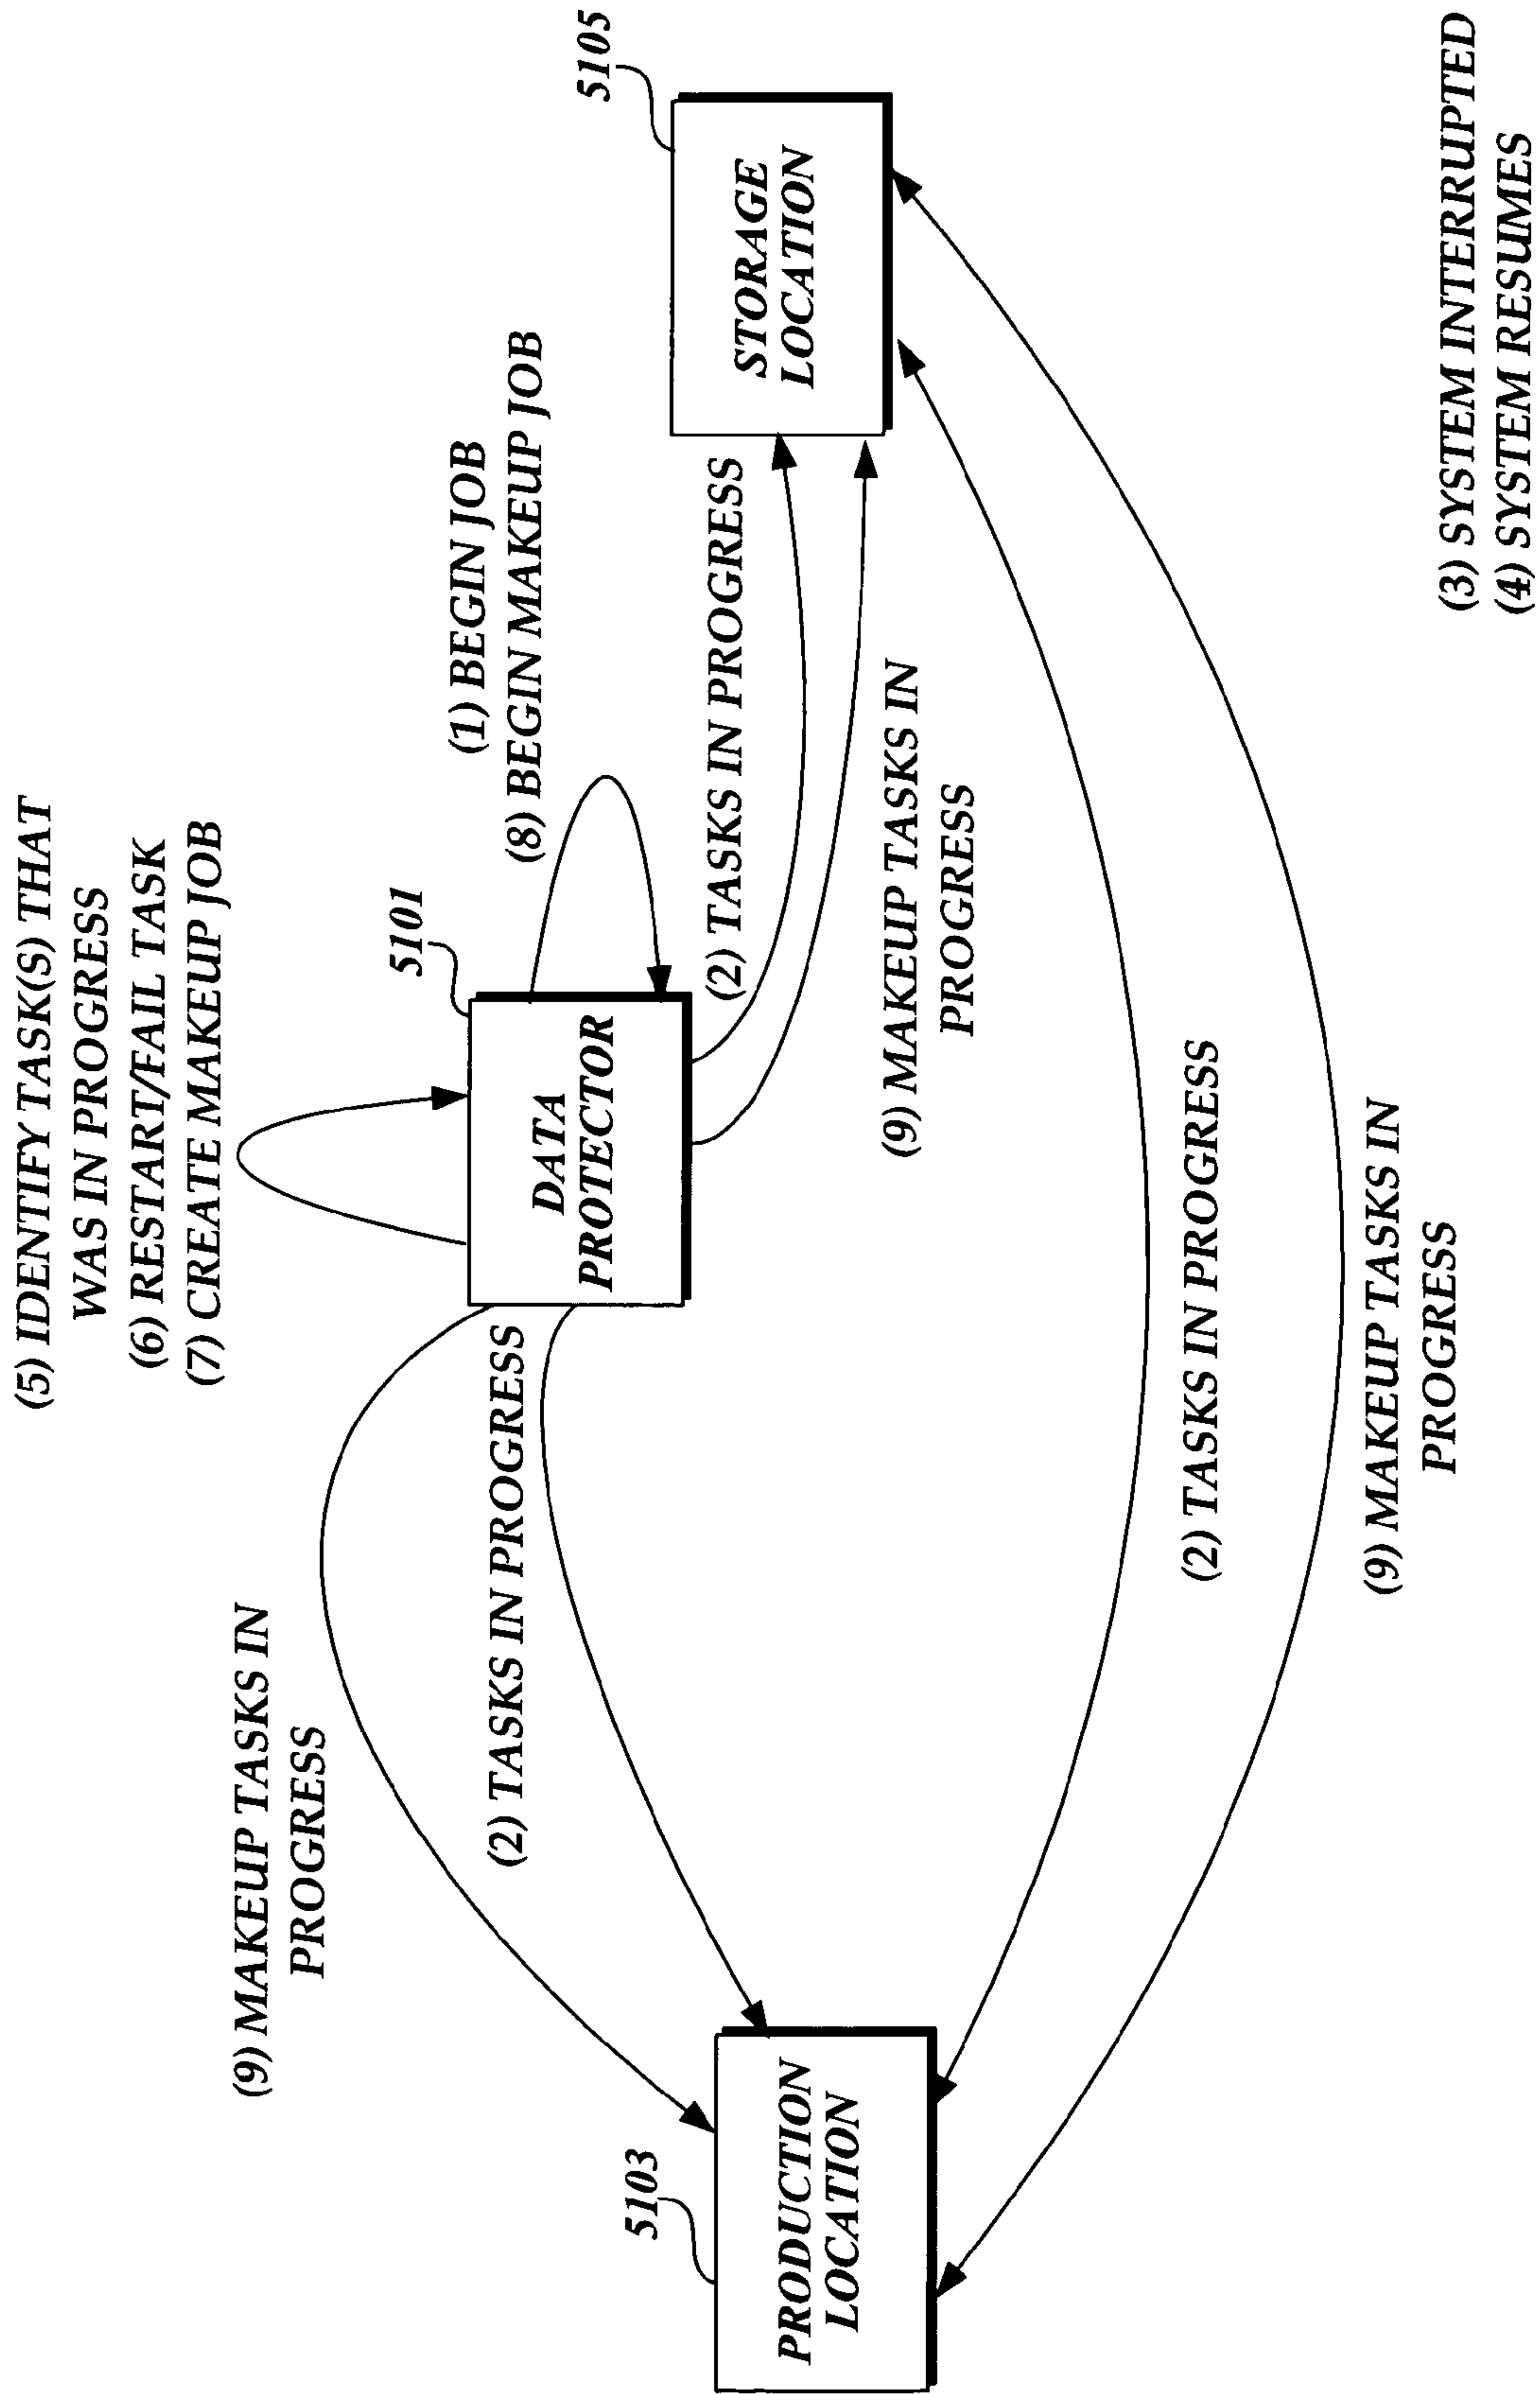 (5) IDENTIFY TASK(S) THAT
WAS IN PROGRESS
(6) RESTART/FAIL TASK
(7) CREATE MAKEUP JOB
(9) MAKEUP TASKS IN
PROGRESS
5101
(1) BEGIN JOB
(8) BEGIN MAKEUP JOB
DATA
PROTECTOR
(2) TASKS IN PROGRESS
(2) TASKS IN PROGRESS
5105
STORAGE
LOCATION
5103
PRODUCTION
LOCATION
(9) MAKEUP TASKS IN
PROGRESS
(2) TASKS IN PROGRESS
(9) MAKEUP TASKS IN
PROGRESS
(3) SYSTEM INTERRUPTED
(4) SYSTEM RESUMES